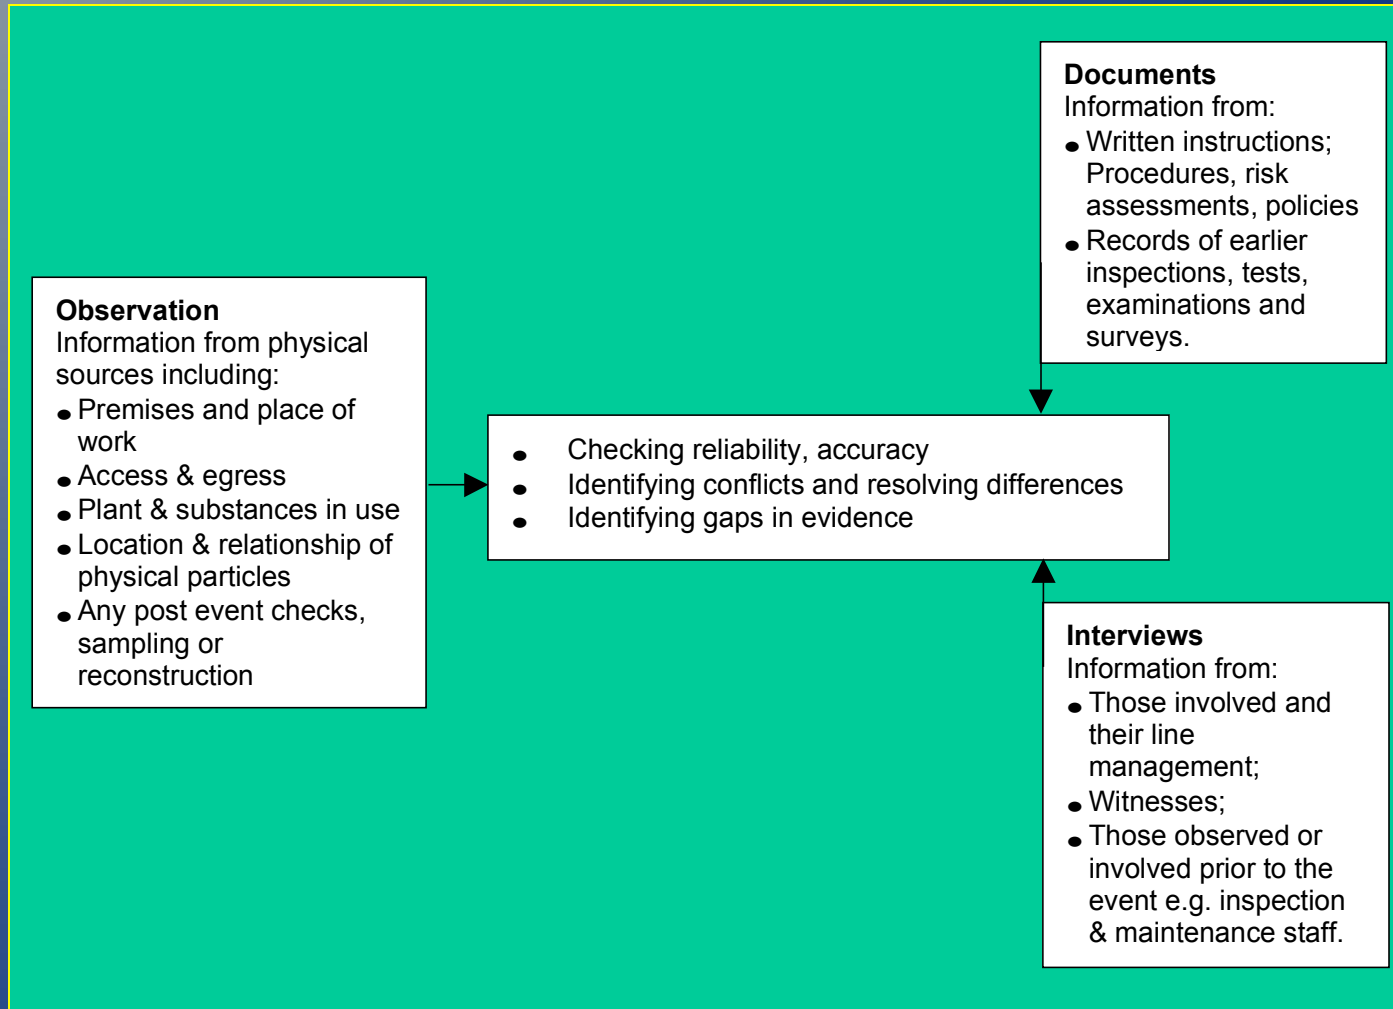 Documents
Information from:
• Written instructions;
Procedures, risk
assessments, policies
• Records of earlier
inspections, tests,
examinations and
surveys.
Observation
Information from physical
sources including:
• Premises and place of
work
• Access & egress
• Plant & substances in use
• Location & relationship of
physical particles
• Any post event checks,
sampling or
reconstruction
• Checking reliability, accuracy
• Identifying conflicts and resolving differences
• Identifying gaps in evidence
Interviews
Information from:
• Those involved and
their line
management;
• Witnesses;
• Those observed or
involved prior to the
event e.g. inspection
& maintenance staff.